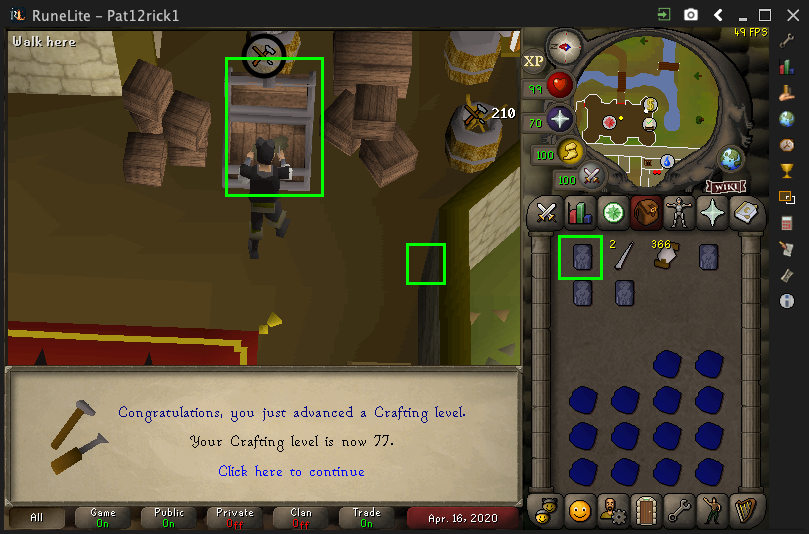 RuneLite - Pat12rick1
Walk here
49 FPS
XP
99
70
100
100
WIKI
210
2
366
Congratulations, you just advanced a Crafting level.
Your Crafting level is now 77.
Click here to continue
All
Game
On
Public
On
Private
Off
Clan
Off
Trade
On
Apr. 16, 2020